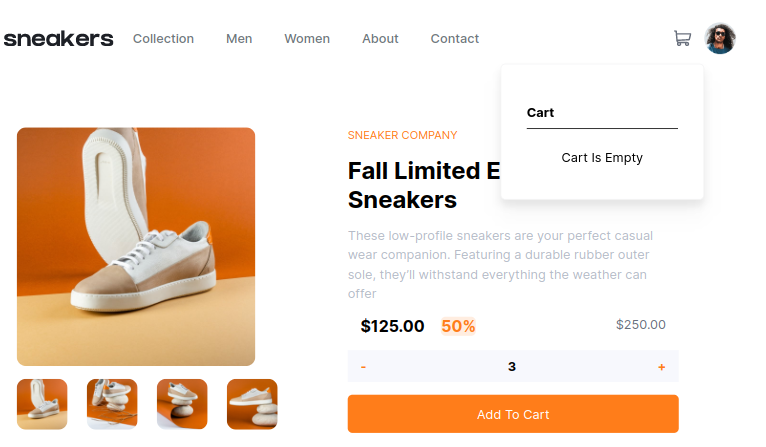 sneakers Collection Men Women About Contact
Cart
Cart Is Empty
SNEAKER COMPANY
Fall Limited E
Sneakers
These low-profile sneakers are your perfect casual
wear companion. Featuring a durable rubber outer
sole, they'll withstand everything the weather can
offer
$125.00 50% $250.00
- 3 +
Add To Cart